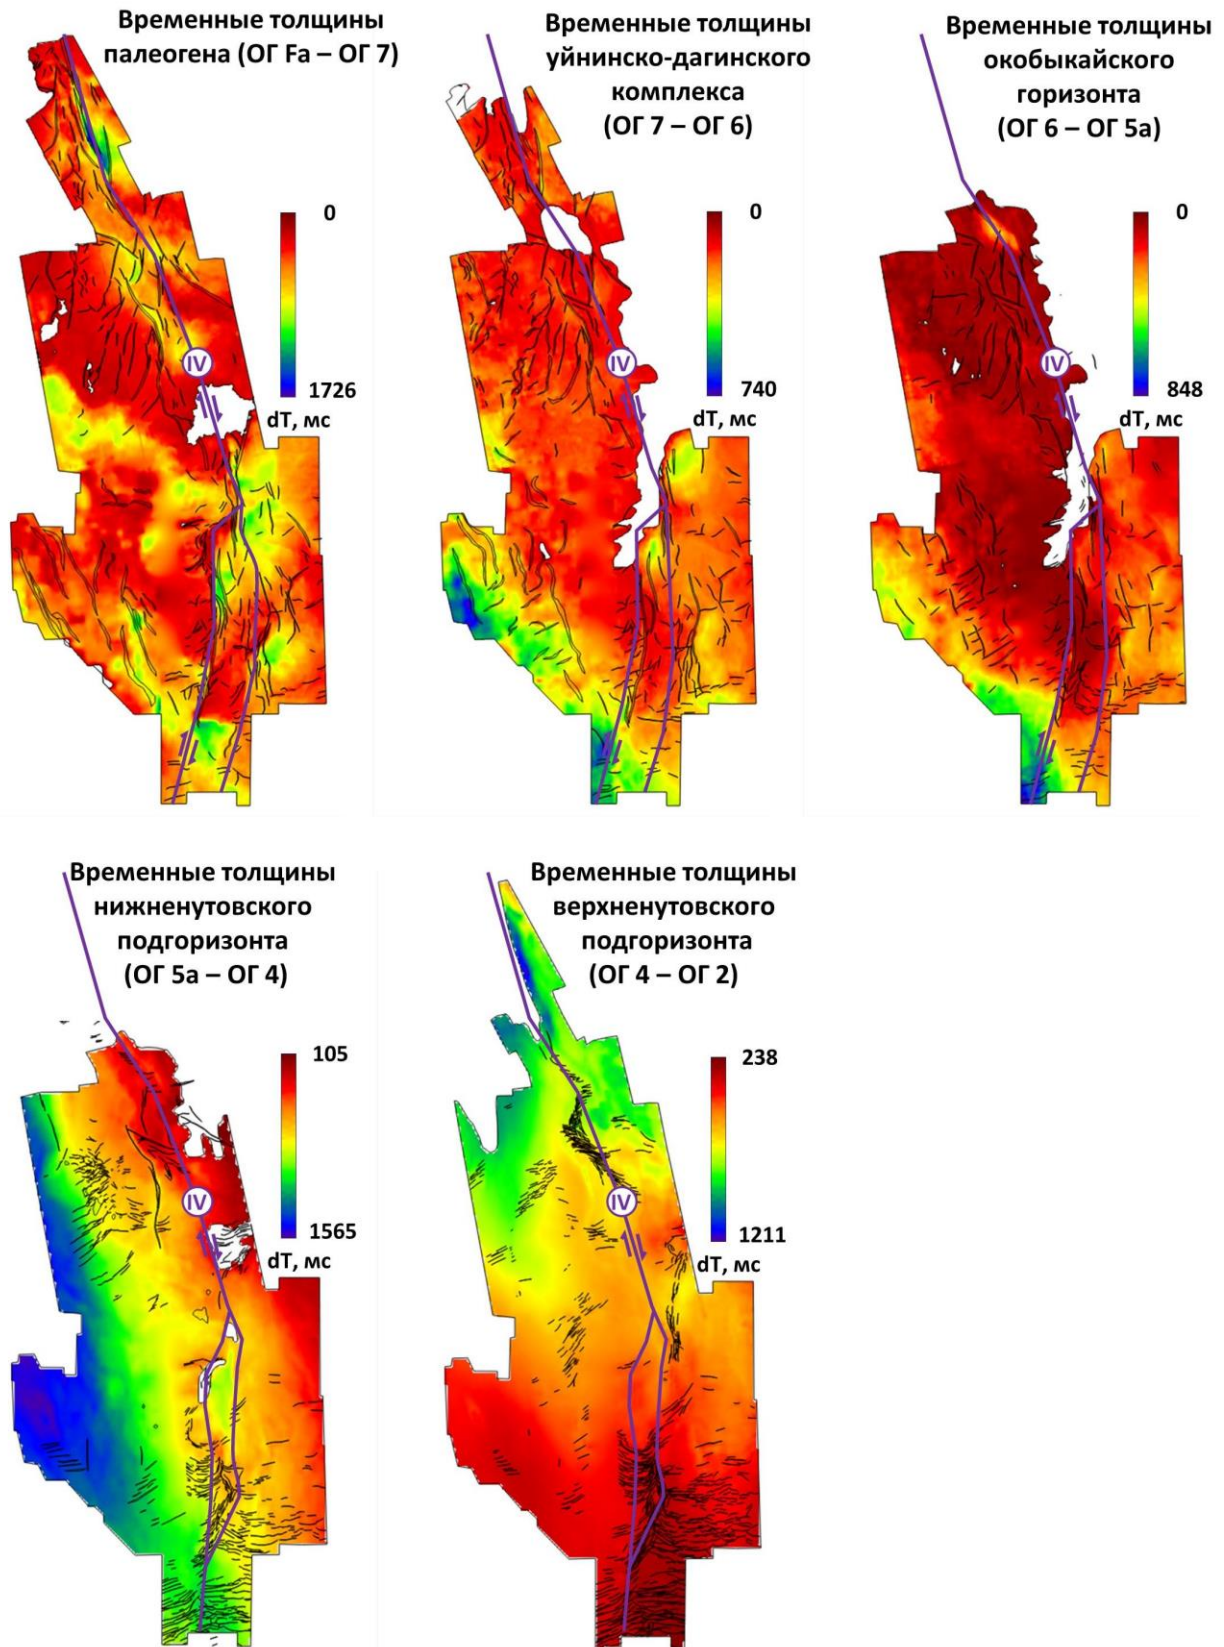 Временные толщины
палеогена (ОГ Fa – ОГ 7)
0
1726
dT, мс
IV
Временные толщины
уйнинско-дагинского
комплекса
(ОГ 7 – ОГ 6)
0
740
dT, мс
IV
Временные толщины
окобыкайского
горизонта
(ОГ 6 – ОГ 5а)
0
848
dT, мс
IV
Временные толщины
нижненутовского
подгоризонта
(ОГ 5а – ОГ 4)
105
1565
dT, мс
IV
Временные толщины
верхненутовского
подгоризонта
(ОГ 4 – ОГ 2)
238
1211
dT, мс
IV